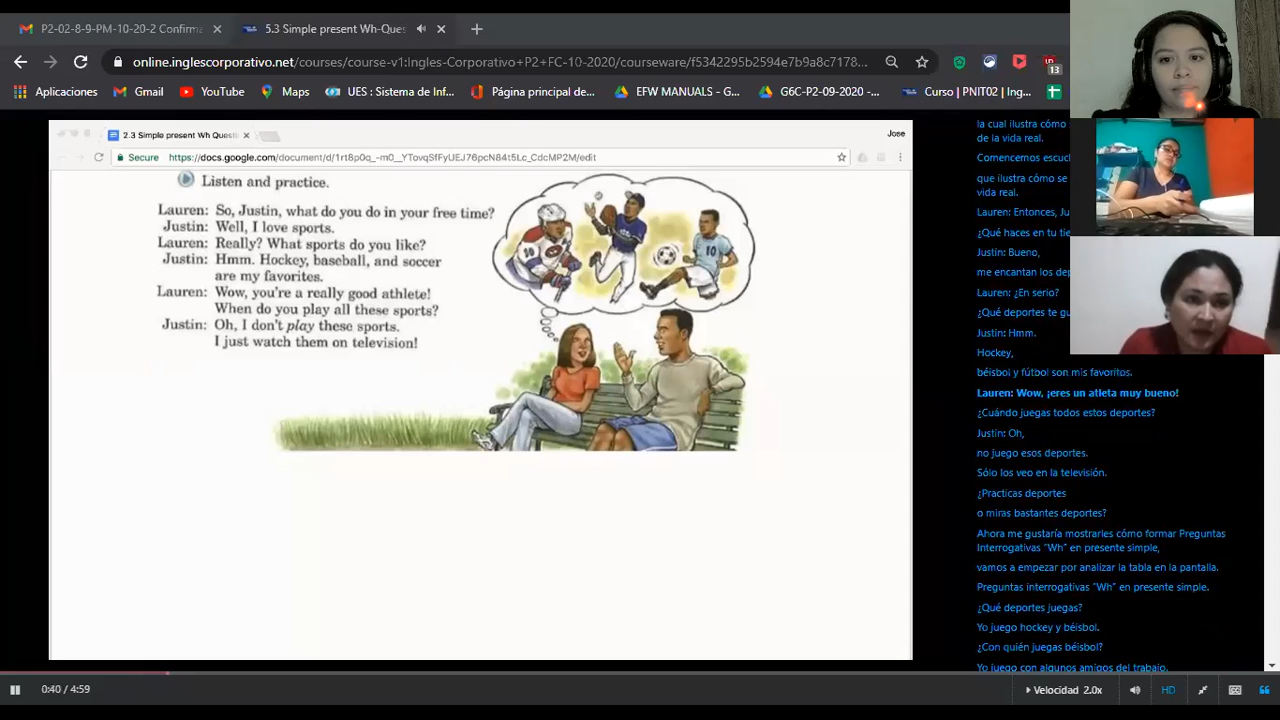 P2-02-8-9-PM-10-20-2 Confirma
5.3 Simple present Wh-Ques
online.inglescorporativo.net/courses/course-v1:Ingles-Corporativo+P2+FC-10-2020/courseware/f5342295b2594e7b9a8c7178...
13
Aplicaciones
Gmail
YouTube
Maps
UES : Sistema de Inf...
Página principal de...
EFW MANUALS - G...
G6C-P2-09-2020 -...
Curso | PNIT02 | Ing...
2.3 Simple present Wh Quest
Jose
Secure
Listen and practice.
Lauren: So, Justin, what do you do in your free time?
Justin: Well, I love sports.
Lauren: Really? What sports do you like?
Justin: Hmm. Hockey, baseball, and soccer
are my favorites.
Lauren: Wow, you're a really good athlete!
When do you play all these sports?
Justin: Oh, I don't play these sports.
I just watch them on television!
10
10
la cual ilustra cómo
de la vida real.
Comencemos escuch
que ilustra cómo se
vida real.
Lauren: Entonces, Ju
¿Qué haces en tu tie
Justin: Bueno,
me encantan los dep
Lauren: ¿En serio?
¿Qué deportes te gu
Justin: Hmm.
Hockey,
béisbol y fútbol son mis favoritos.
Lauren: Wow, ¡eres un atleta muy bueno!
¿Cuándo juegas todos estos deportes?
Justin: Oh,
no juego esos deportes.
Sólo los veo en la televisión.
¿Practicas deportes
o miras bastantes deportes?
Ahora me gustaría mostrarles cómo formar Preguntas
Interrogativas "Wh" en presente simple,
vamos a empezar por analizar la tabla en la pantalla.
Preguntas interrogativas "Wh" en presente simple.
¿Qué deportes juegas?
Yo juego hockey y béisbol.
¿Con quién juegas béisbol?
Yo juego con algunos amigos del trabajo.
0:40 / 4:59
Velocidad 2.0x
HD